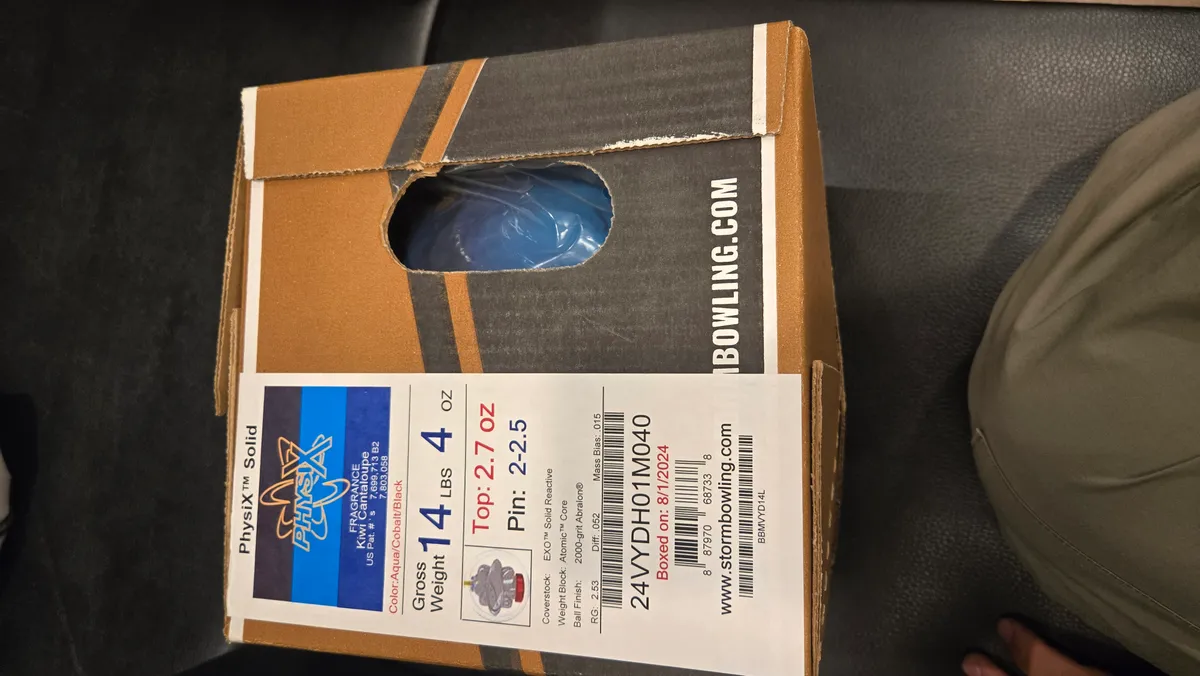 PhysiX™ Solid
PHYSIX
FRAGRANCE
Kiwi Cantaloupe
US Pat. #'s 7,699,713 B2
7,803,058
Color:Aqua/Cobalt/Black
Gross Weight 14 LBS 4 OZ
Top: 2.7 oz
Pin: 2-2.5
Coverstock: EXO™ Solid Reactive
Weight Block: Atomic™ Core
Ball Finish: 2000-grit Abralon®
RG: 2.53 Diff: .052 Mass Bias: .015
24VYDH01M040
Boxed on: 8/1/2024
8 87970 68733 8
www.stormbowling.com
BBMVYD14L
MBOWLING.COM